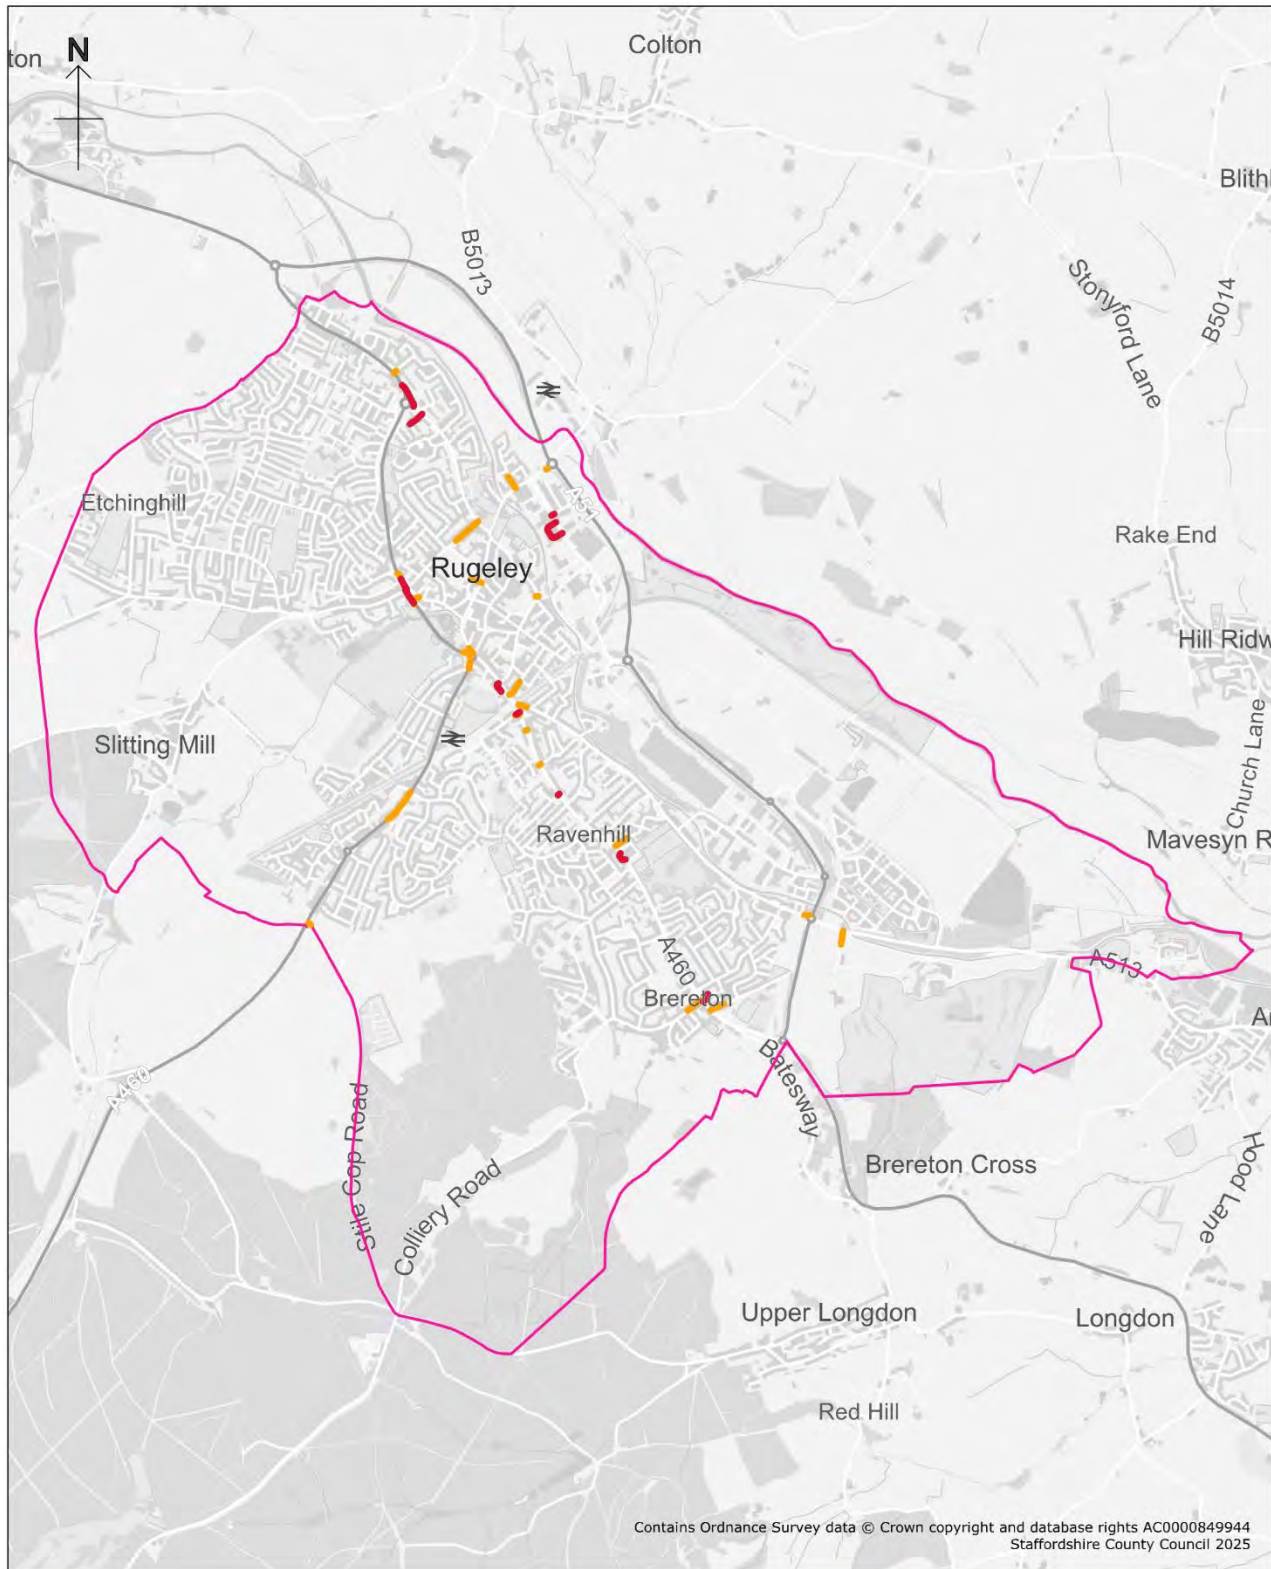 Colton
ton
N
Blithl
B5013
Stonyford Lane
B5014
Etchinghill
A51
Rake End
Rugeley
Hill Ridw
Slitting Mill
Church Lane
Ravenhill
Mavesyn R
A460
A513
Brereton
Ar
Batesway
A460
Stile Cop Road
Brereton Cross
Hood Lane
Colliery Road
Upper Longdon
Longdon
Red Hill
Contains Ordnance Survey data © Crown copyright and database rights AC0000849944
Staffordshire County Council 2025